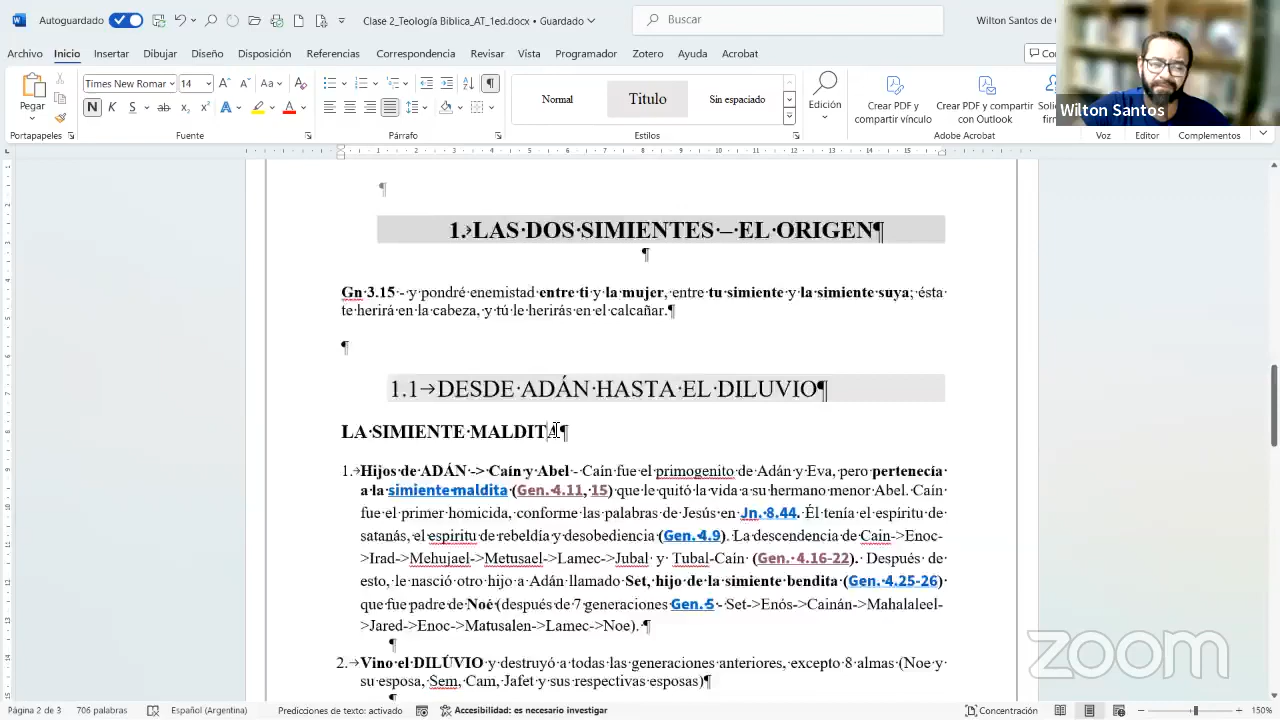 Autoguardado
Clase 2_Teología Biblica_AT_1ed.docx • Guardado
Buscar
Wilton Santos de
Archivo Inicio Insertar Dibujar Diseño Disposición Referencias Correspondencia Revisar Vista Programador Zotero Ayuda Acrobat
Times New Roman 14
Pegar
Normal
Titulo
Sin espaciado
Edición
Crear PDF y compartir vínculo
Crear PDF y compartir con Outlook
Wilton Santos
Portapapeles Fuente Párrafo Estilos Adobe Acrobat Voz Editor Complementos
1. LAS DOS SIMIENTES – EL ORIGEN¶
¶
Gn 3.15 - y pondré enemistad entre ti y la mujer, entre tu simiente y la simiente suya; ésta
te herirá en la cabeza, y tú le herirás en el calcañar.¶
¶
1.1→DESDE ADÁN HASTA EL DILUVIO¶
LA SIMIENTE MALDITA¶
1.→Hijos de ADÁN -> Caín y Abel - Caín fue el primogenito de Adán y Eva, pero pertenecía
a la simiente maldita (Gen. 4.11, 15) que le quitó la vida a su hermano menor Abel. Caín
fue el primer homicida, conforme las palabras de Jesús en Jn. 8.44. Él tenía el espíritu de
satanás, el espiritu de rebeldía y desobediencia (Gen. 4.9). La descendencia de Cain->Enoc-
>Irad->Mehujael->Metusael->Lamec->Jubal y Tubal-Caín (Gen. 4.16-22). Después de
esto, le nasció otro hijo a Adán llamado Set, hijo de la simiente bendita (Gen. 4.25-26)
que fue padre de Noé (después de 7 generaciones Gen. 5 - Set->Enós->Cainán->Mahalaleel-
>Jared->Enoc->Matusalen->Lamec->Noe). ¶
¶
2.→Vino el DILÚVIO y destruyó a todas las generaciones anteriores, excepto 8 almas (Noe y
su esposa, Sem, Cam, Jafet y sus respectivas esposas)¶
zoom
Página 2 de 3 706 palabras Español (Argentina) Predicciones de texto: activado Accesibilidad: es necesario investigar Concentración 150%